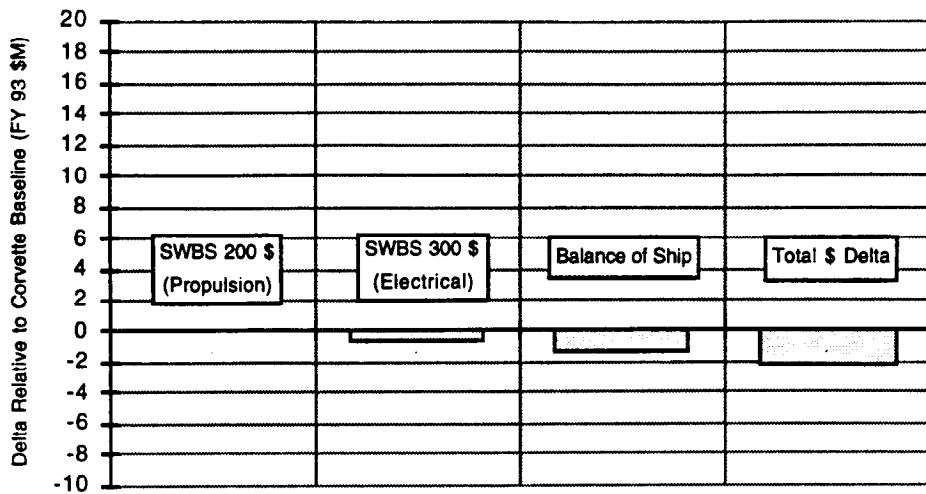 Delta Relative to Corvette Baseline (FY 93 $M)
20
18
16
14
12
10
8
6
4
2
0
-2
-4
-6
-8
-10
SWBS 200 $
(Propulsion)
SWBS 300 $
(Electrical)
Balance of Ship
Total $ Delta